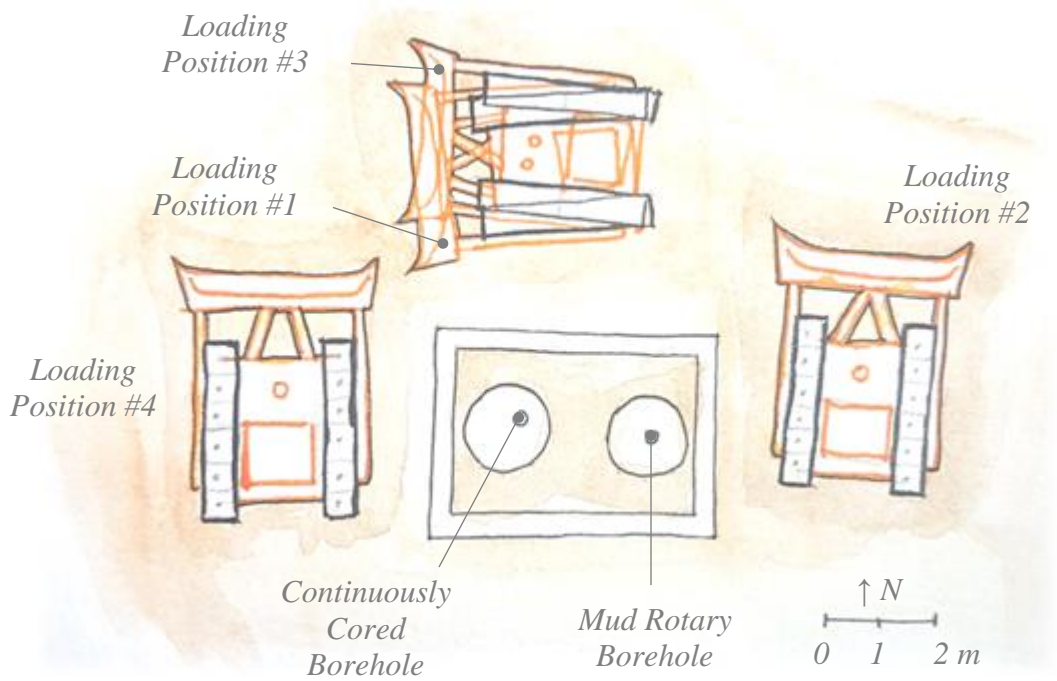 Loading
Position #3
Loading
Position #1
Loading
Position #2
Loading
Position #4
Continuously
Cored
Borehole
Mud Rotary
Borehole
↑ N
0 1 2 m